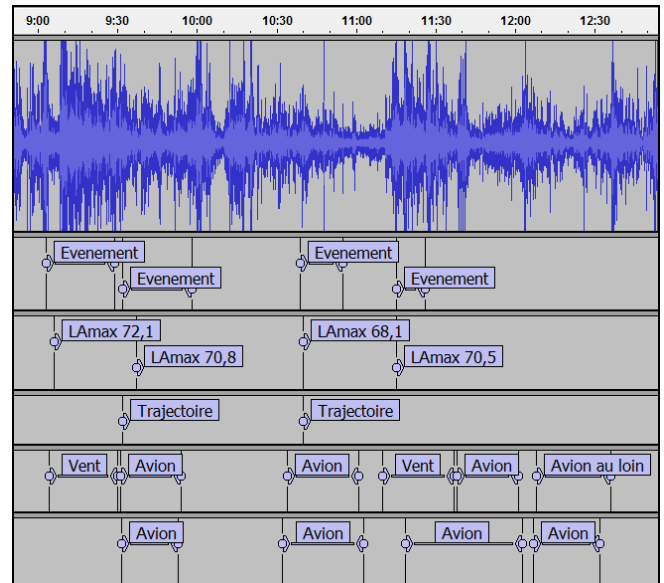 9:00 9:30 10:00 10:30 11:00 11:30 12:00 12:30
Evenement Evenement
Evenement Evenement
LAmax 72,1 LAmax 68,1
LAmax 70,8 LAmax 70,5
Trajectoire Trajectoire
Vent Avion Avion Vent Avion Avion au loin
Avion Avion Avion Avion